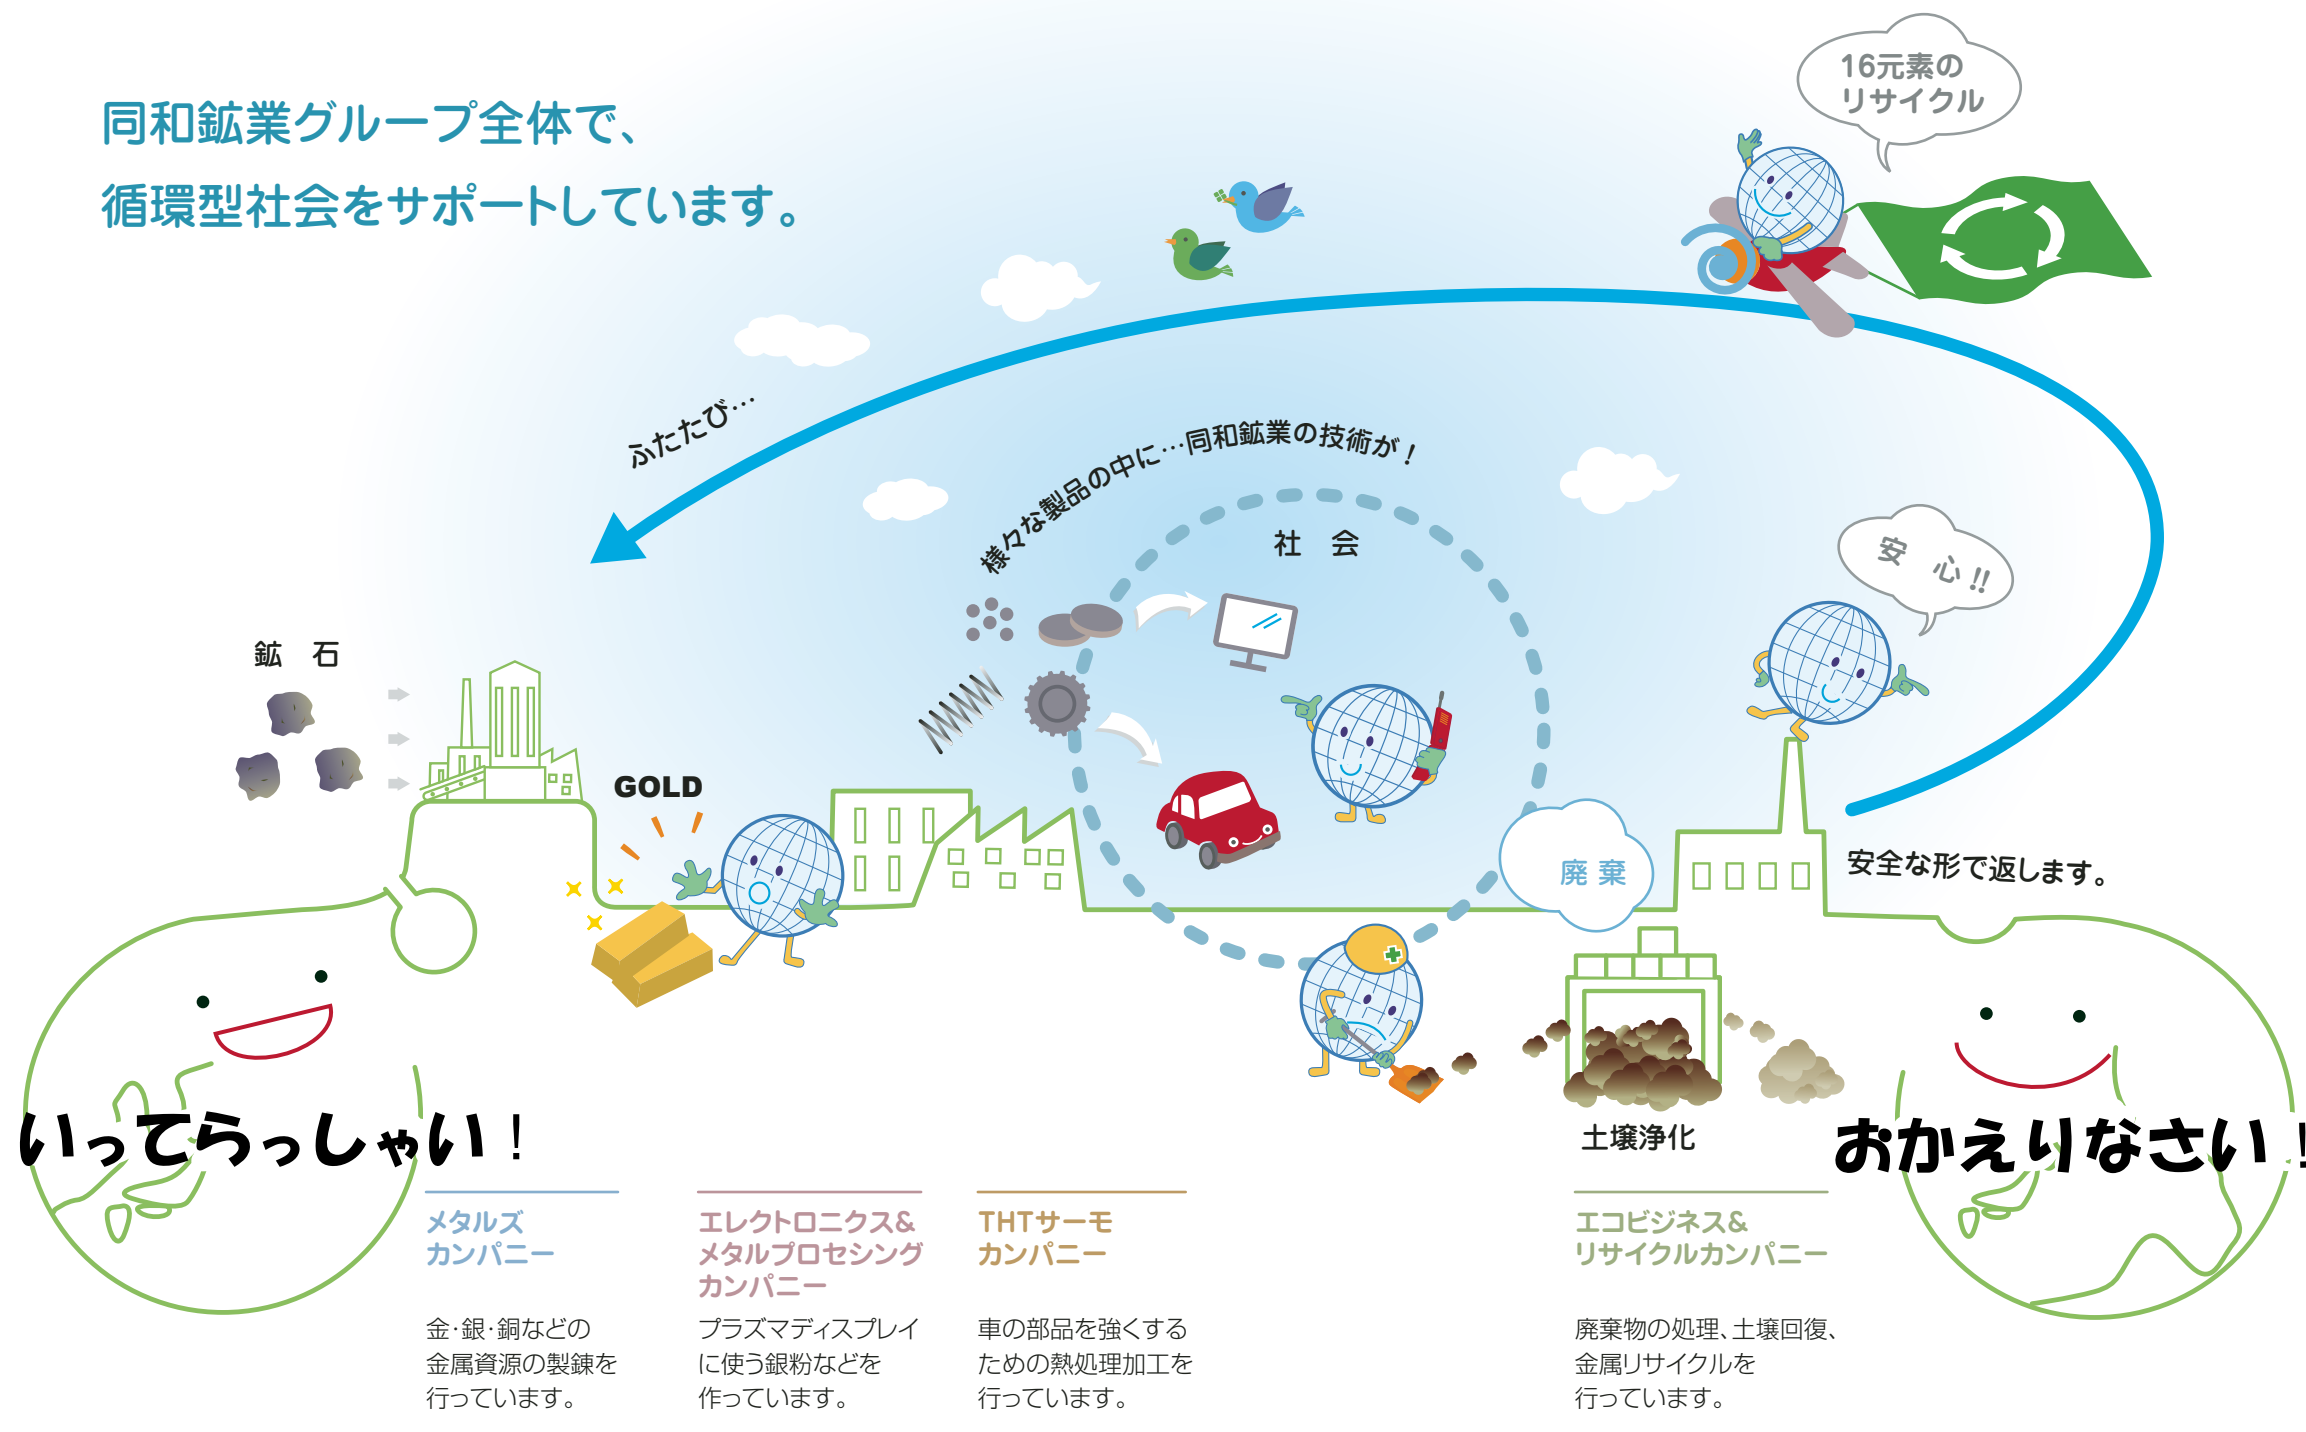 同和鉱業グループ全体で、
循環型社会をサポートしています。
16元素の
リサイクル
ふたたび…
様々な製品の中に…同和鉱業の技術が！
社　会
安　心!!
鉱　石
GOLD
廃 棄
安全な形で返します。
土壌浄化
いってらっしゃい！
おかえりなさい！
メタルズ
カンパニー
金・銀・銅などの
金属資源の製錬を
行っています。
エレクトロニクス&
メタルプロセシング
カンパニー
プラズマディスプレイ
に使う銀粉などを
作っています。
THTサーモ
カンパニー
車の部品を強くする
ための熱処理加工を
行っています。
エコビジネス&
リサイクルカンパニー
廃棄物の処理、土壌回復、
金属リサイクルを
行っています。